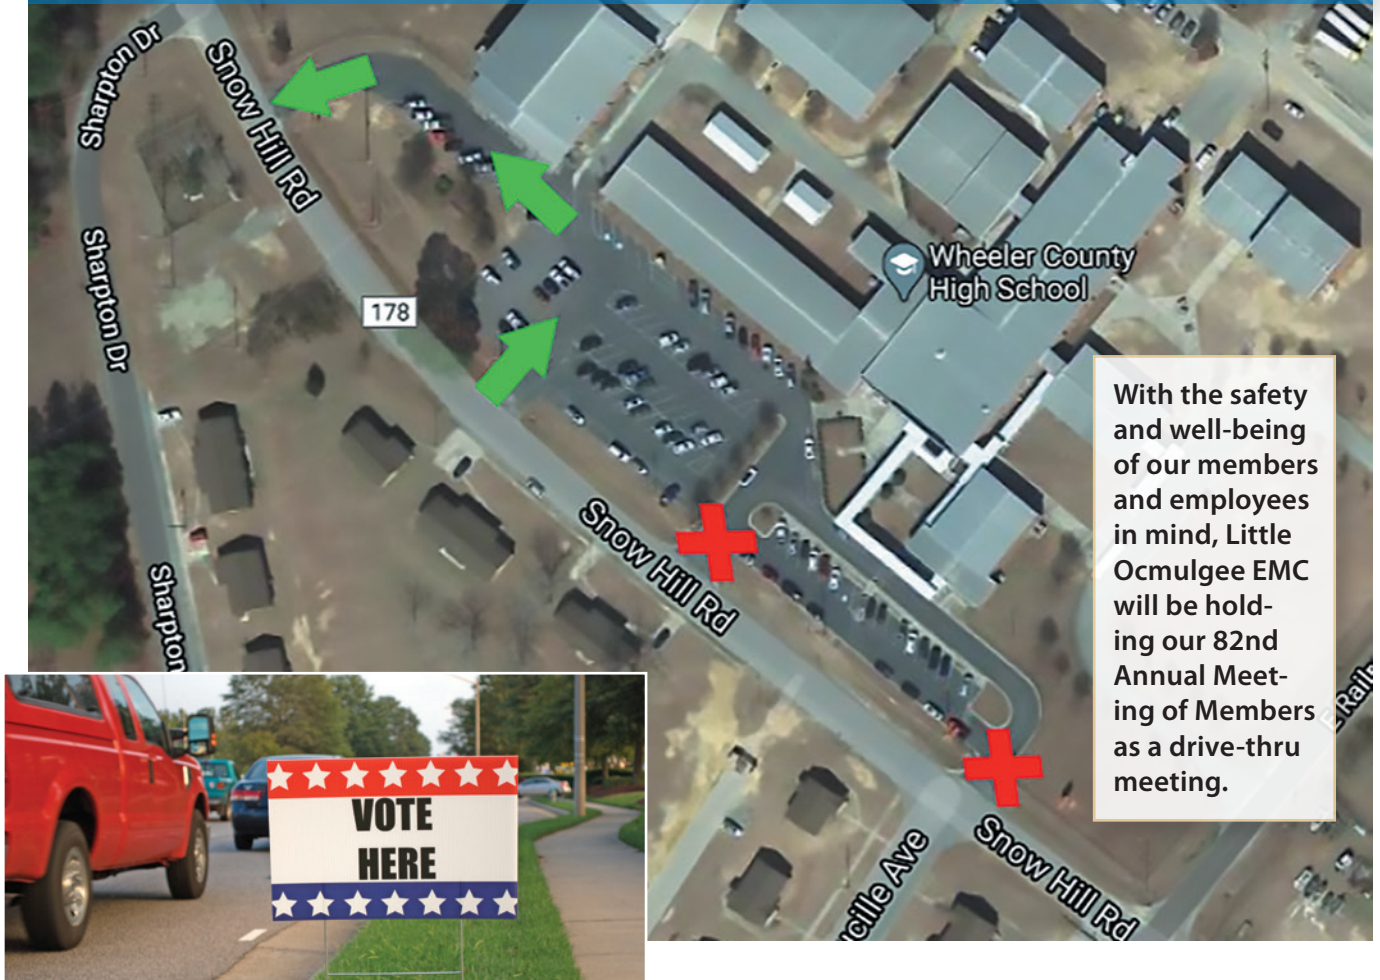 Sharpton Dr
Snow Hill Rd
Sharpton Dr
178
Wheeler County
High School
With the safety
and well-being
of our members
and employees
in mind, Little
Ocmulgee EMC
will be hold-
ing our 82nd
Annual Meet-
ing of Members
as a drive-thru
meeting.
Snow Hill Rd
Sharpton
VOTE
HERE
Snow Hill Rd